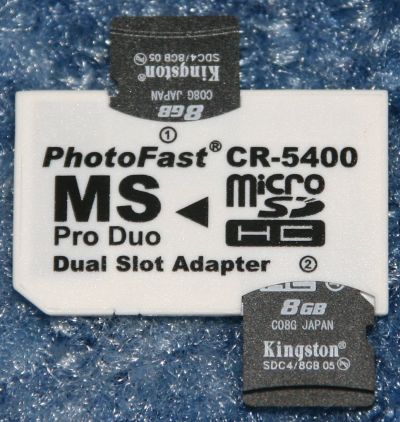 Kingston
SDC4/8GB 05
8GB
C08G JAPAN
1
PhotoFast® CR-5400
MS
micro
SD
HC
Pro Duo
Dual Slot Adapter
2
8GB
C08G JAPAN
Kingston
SDC4/8GB 05